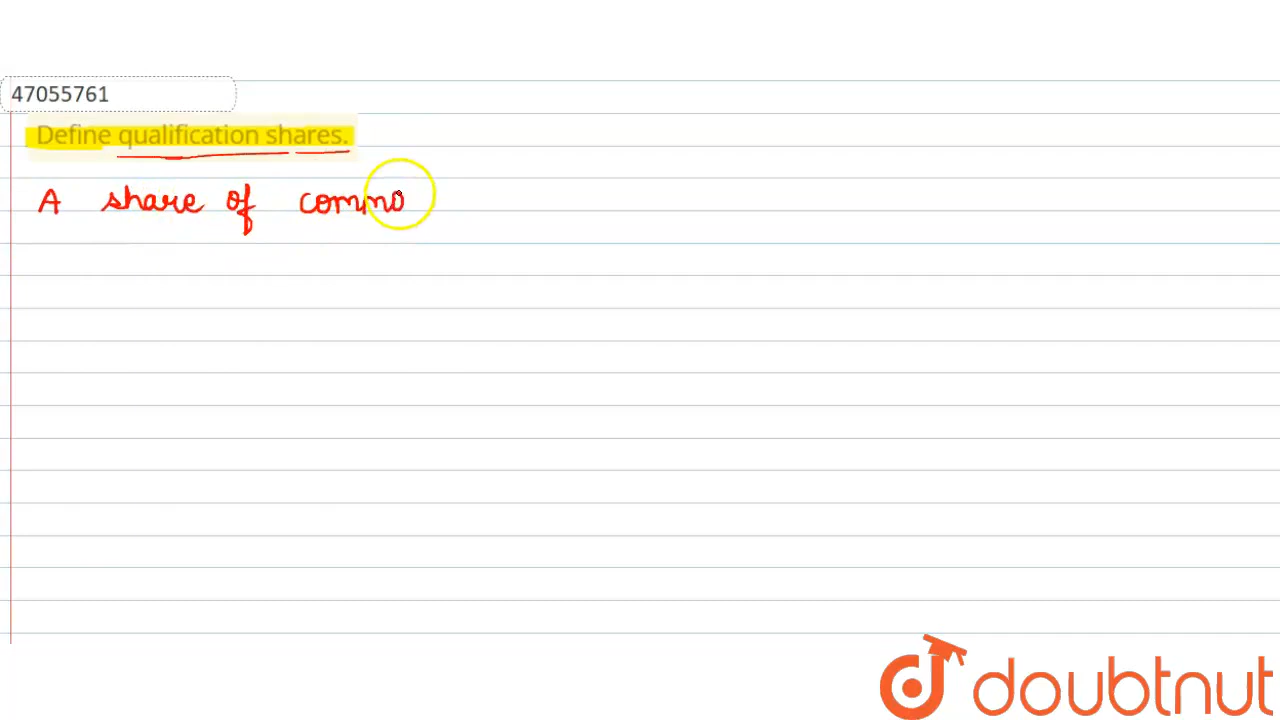 47055761
Define qualification shares.
A share of commo
doubtnut